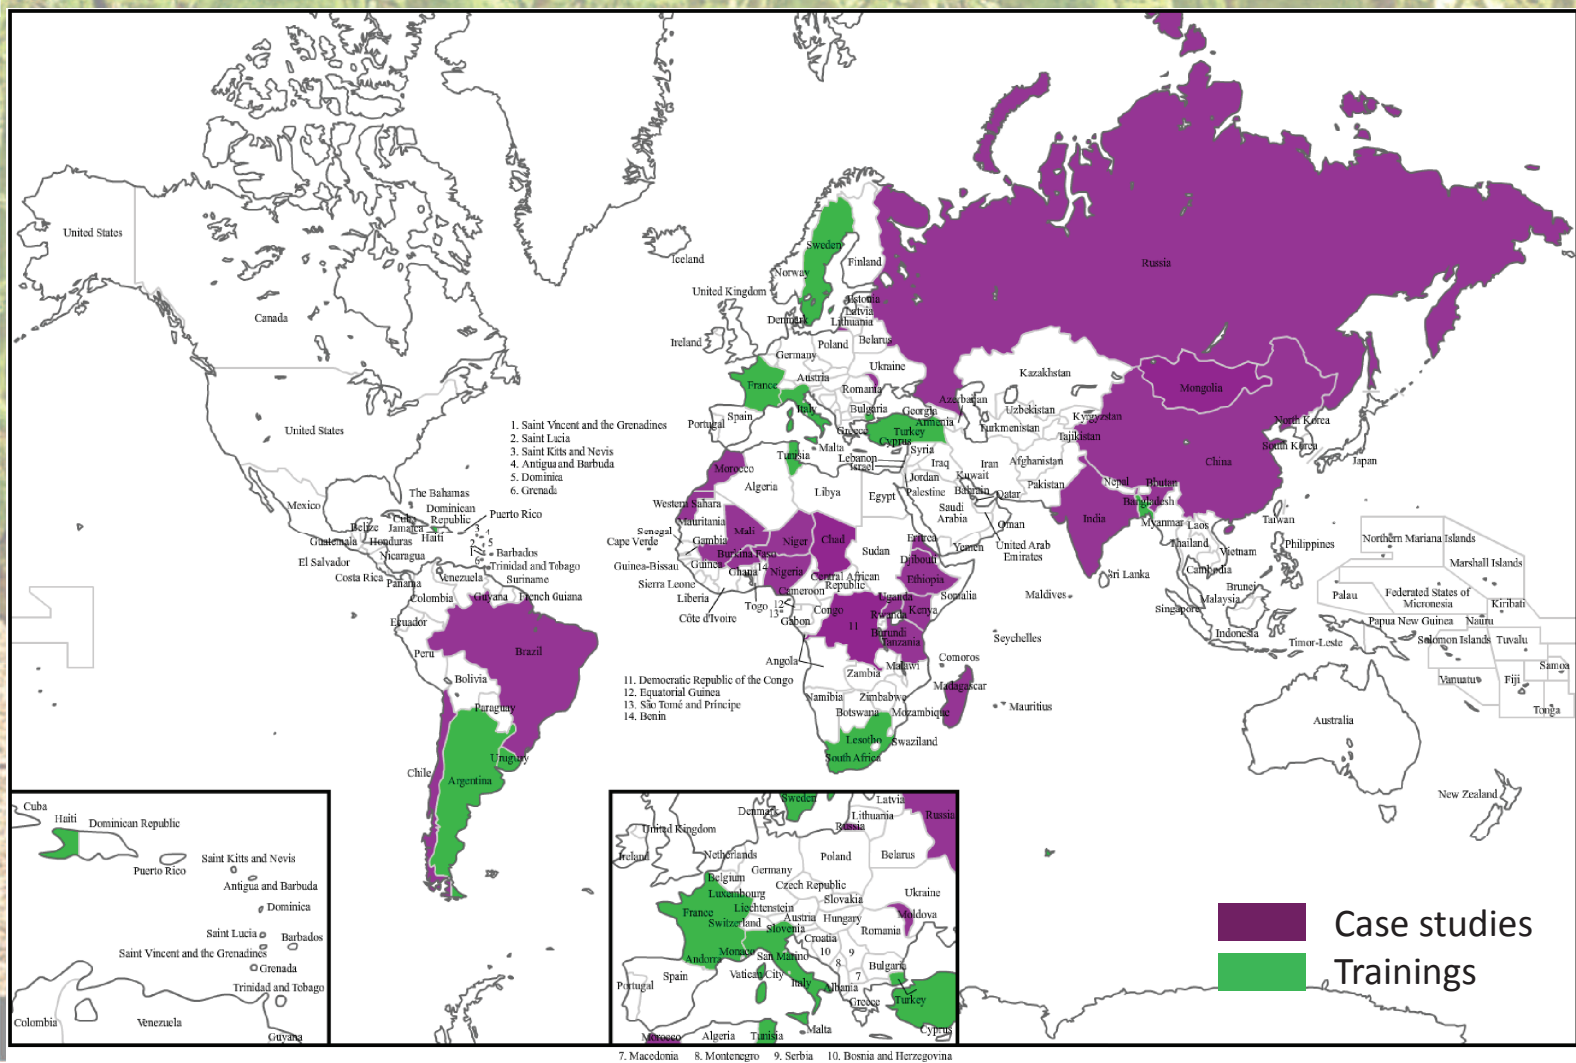 United States
Canada
United States
Mexico
The Bahamas
Cuba
Dominican
Republic
Puerto Rico
Belize
Jamaica
Haiti
Guatemala
Honduras
El Salvador
Nicaragua
Costa Rica
Panama
Barbados
Trinidad and Tobago
Venezuela
Suriname
Guyana
French Guiana
Colombia
Ecuador
Peru
Brazil
Bolivia
Paraguay
Chile
Uruguay
Argentina
3
4
2
5
1
6
1. Saint Vincent and the Grenadines
2. Saint Lucia
3. Saint Kitts and Nevis
4. Antigua and Barbuda
5. Dominica
6. Grenada
Iceland
Sweden
Norway
Finland
United Kingdom
Estonia
Latvia
Lithuania
Denmark
Ireland
Poland
Belarus
Germany
Ukraine
Austria
France
Romania
Italy
Bulgaria
Spain
Portugal
Greece
Malta
Turkey
Cyprus
Georgia
Armenia
Azerbaijan
Russia
Kazakhstan
Mongolia
Uzbekistan
Kyrgyzstan
Turkmenistan
Tajikistan
North Korea
South Korea
Japan
China
Syria
Lebanon
Israel
Iraq
Iran
Afghanistan
Jordan
Kuwait
Pakistan
Palestine
Bahrain
Qatar
Saudi
Arabia
Oman
United Arab
Emirates
Yemen
Nepal
Bhutan
Bangladesh
India
Myanmar
Laos
Taiwan
Thailand
Vietnam
Philippines
Cambodia
Sri Lanka
Maldives
Brunei
Malaysia
Singapore
Indonesia
Timor-Leste
Northern Mariana Islands
Marshall Islands
Palau
Federated States of
Micronesia
Kiribati
Papua New Guinea
Nauru
Solomon Islands
Tuvalu
Samoa
Vanuatu
Fiji
Tonga
Australia
New Zealand
Tunisia
Morocco
Algeria
Libya
Egypt
Western Sahara
Mauritania
Mali
Niger
Chad
Sudan
Eritrea
Djibouti
Senegal
Cape Verde
Gambia
Guinea-Bissau
Guinea
Burkina Faso
Ghana
14
Nigeria
Sierra Leone
Liberia
Côte d'Ivoire
Togo
12
13
Cameroon
Central African
Republic
Ethiopia
Somalia
Congo
Gabon
Uganda
Kenya
Rwanda
11
Burundi
Tanzania
Angola
Zambia
Malawi
Comoros
Seychelles
Madagascar
Mauritius
Namibia
Zimbabwe
Botswana
Mozambique
Lesotho
Swaziland
South Africa
11. Democratic Republic of the Congo
12. Equatorial Guinea
13. São Tomé and Príncipe
14. Benin
Cuba
Haiti
Dominican Republic
Puerto Rico
Saint Kitts and Nevis
Antigua and Barbuda
Dominica
Saint Lucia
Barbados
Saint Vincent and the Grenadines
Grenada
Trinidad and Tobago
Colombia
Venezuela
Guyana
Sweden
Latvia
Denmark
Lithuania
Russia
Russia
United Kingdom
Ireland
Netherlands
Poland
Belarus
Germany
Belgium
Czech Republic
Luxembourg
Slovakia
Ukraine
Liechtenstein
France
Austria
Hungary
Moldova
Switzerland
Slovenia
Romania
Croatia
Monaco
San Marino
10
9
Andorra
8
Bulgaria
Spain
Vatican City
7
Portugal
Italy
Albania
Greece
Turkey
Malta
Cyprus
Morocco
Algeria
Tunisia
7. Macedonia 8. Montenegro 9. Serbia 10. Bosnia and Herzegovina
Case studies
Trainings